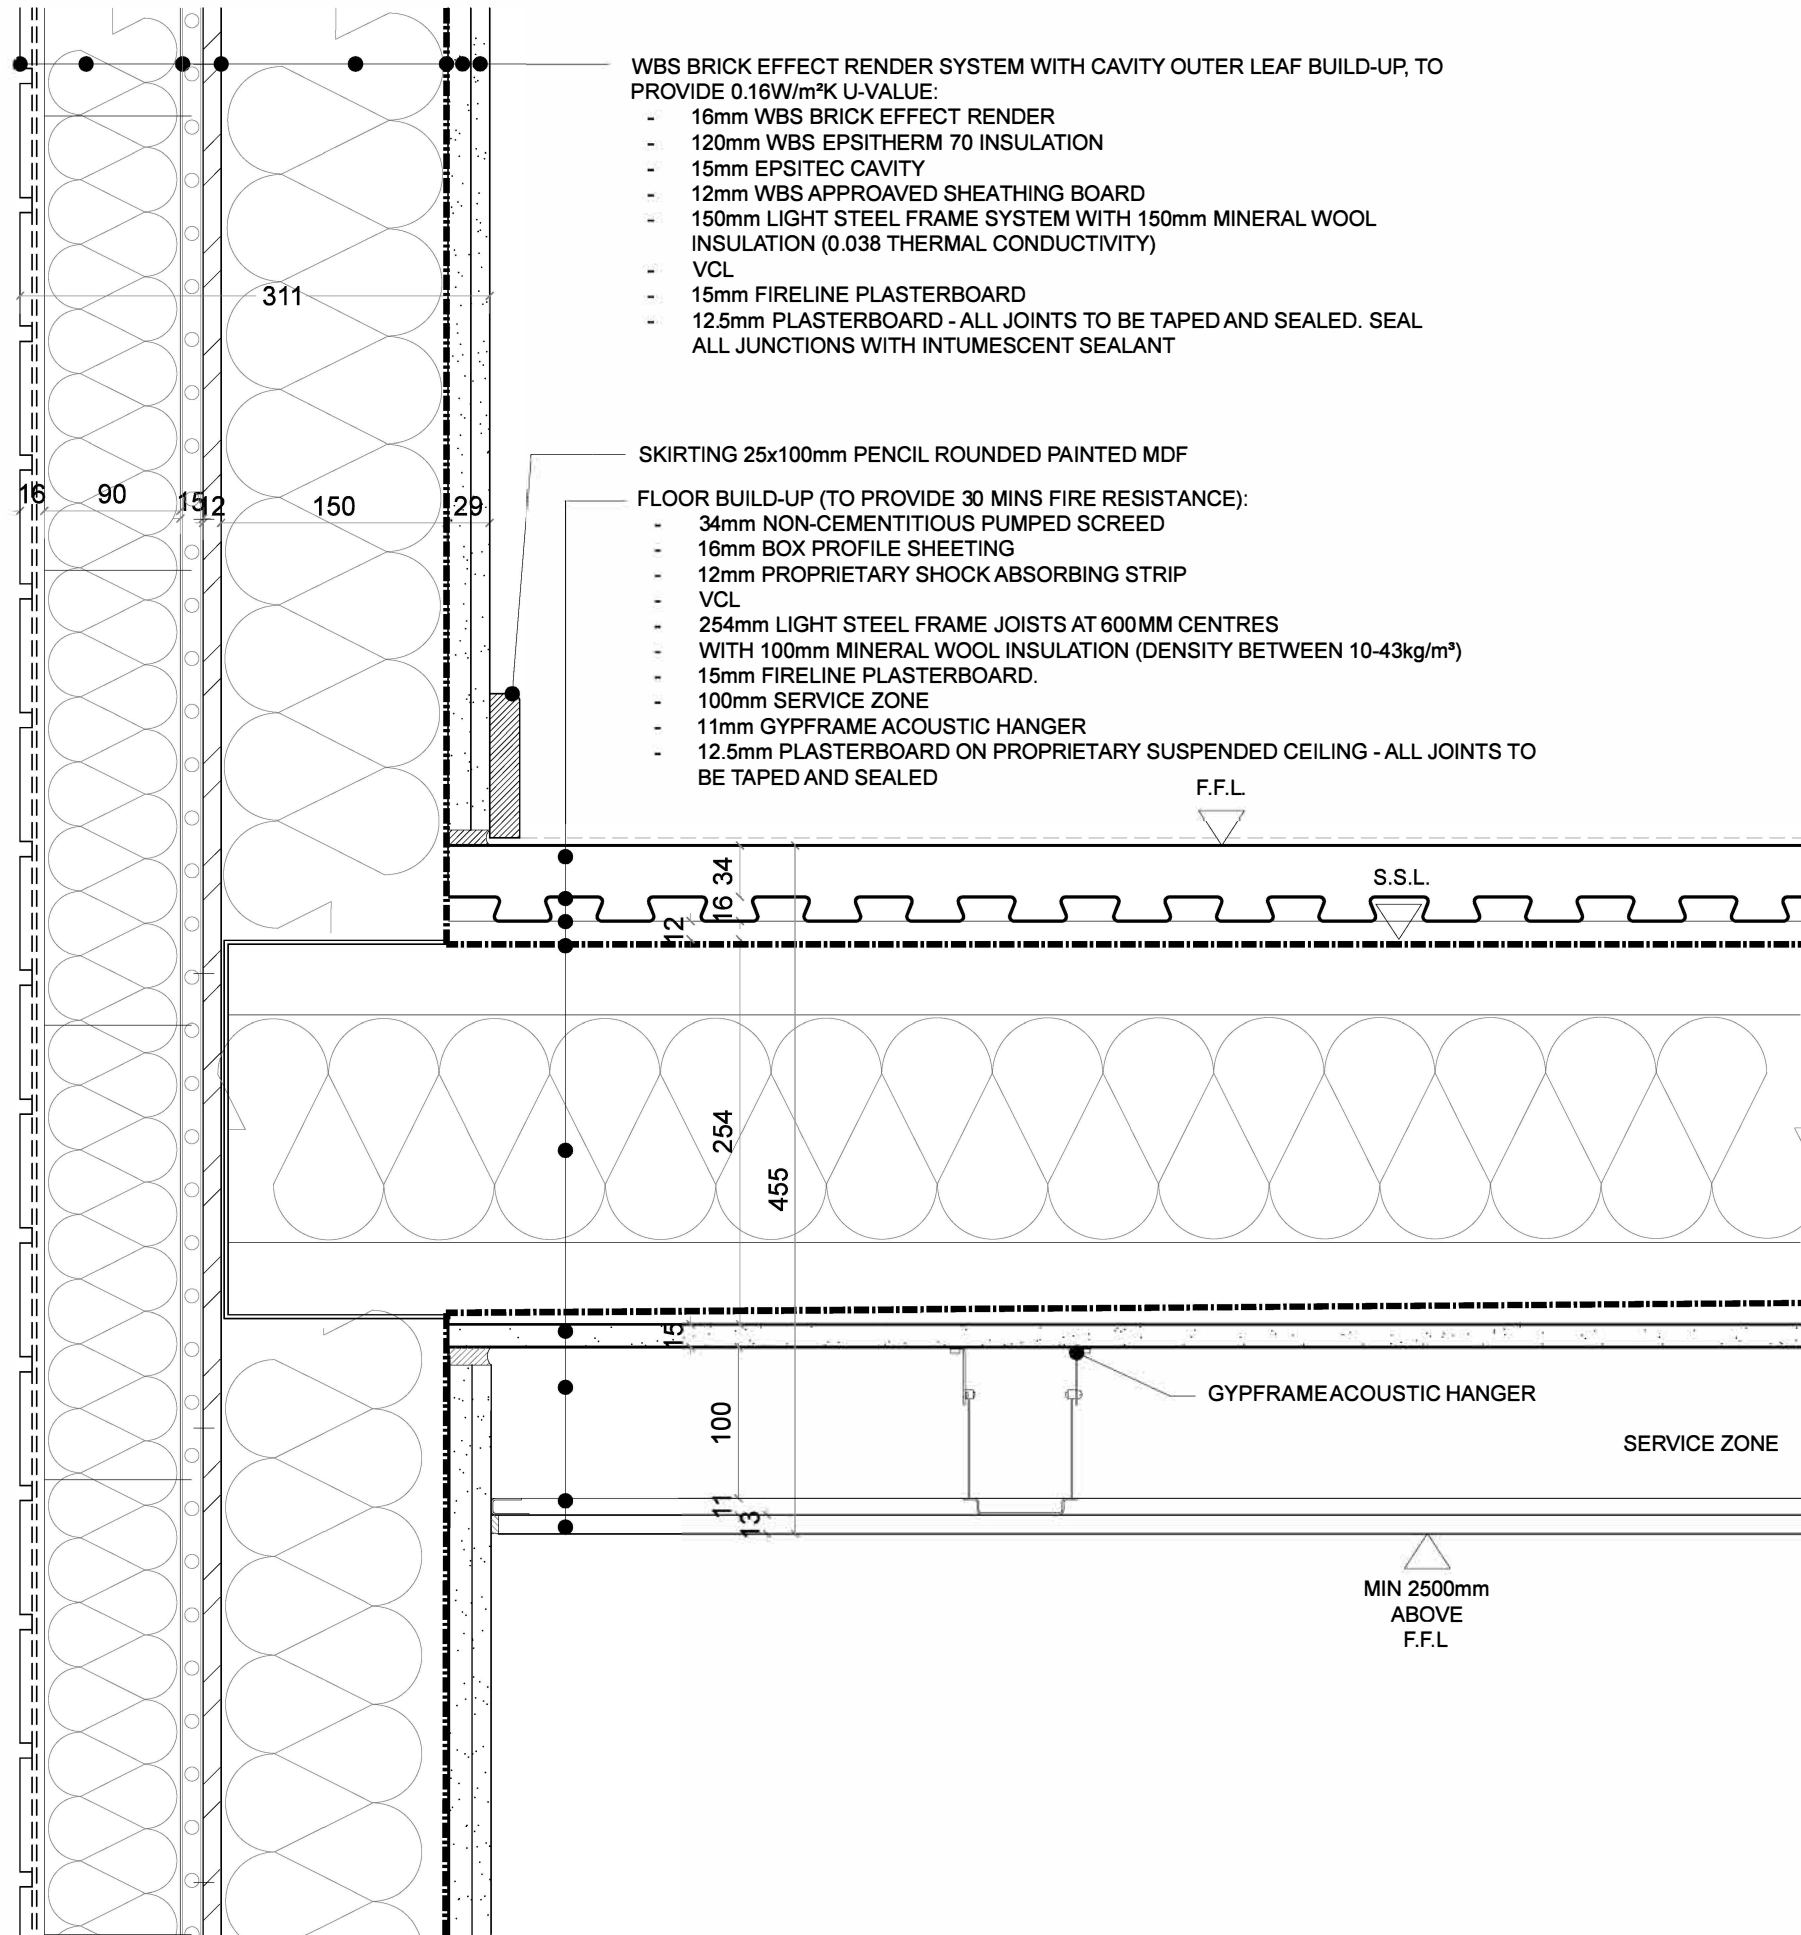 WBS BRICK EFFECT RENDER SYSTEM WITH CAVITY OUTER LEAF BUILD-UP, TO
PROVIDE 0.16W/m²K U-VALUE:
- 16mm WBS BRICK EFFECT RENDER
- 120mm WBS EPSITHERM 70 INSULATION
- 15mm EPSITEC CAVITY
- 12mm WBS APPROAVED SHEATHING BOARD
- 150mm LIGHT STEEL FRAME SYSTEM WITH 150mm MINERAL WOOL
INSULATION (0.038 THERMAL CONDUCTIVITY)
- VCL
- 15mm FIRELINE PLASTERBOARD
- 12.5mm PLASTERBOARD - ALL JOINTS TO BE TAPED AND SEALED. SEAL
ALL JUNCTIONS WITH INTUMESCENT SEALANT
311
SKIRTING 25x100mm PENCIL ROUNDED PAINTED MDF
16 90 15 12 150 29
FLOOR BUILD-UP (TO PROVIDE 30 MINS FIRE RESISTANCE):
- 34mm NON-CEMENTITIOUS PUMPED SCREED
- 16mm BOX PROFILE SHEETING
- 12mm PROPRIETARY SHOCK ABSORBING STRIP
- VCL
- 254mm LIGHT STEEL FRAME JOISTS AT 600MM CENTRES
- WITH 100mm MINERAL WOOL INSULATION (DENSITY BETWEEN 10-43kg/m³)
- 15mm FIRELINE PLASTERBOARD.
- 100mm SERVICE ZONE
- 11mm GYPFRAME ACOUSTIC HANGER
- 12.5mm PLASTERBOARD ON PROPRIETARY SUSPENDED CEILING - ALL JOINTS TO
BE TAPED AND SEALED
F.F.L.
34
S.S.L.
16
12
254
455
15
GYPFRAME ACOUSTIC HANGER
100
SERVICE ZONE
11
13
MIN 2500mm
ABOVE
F.F.L